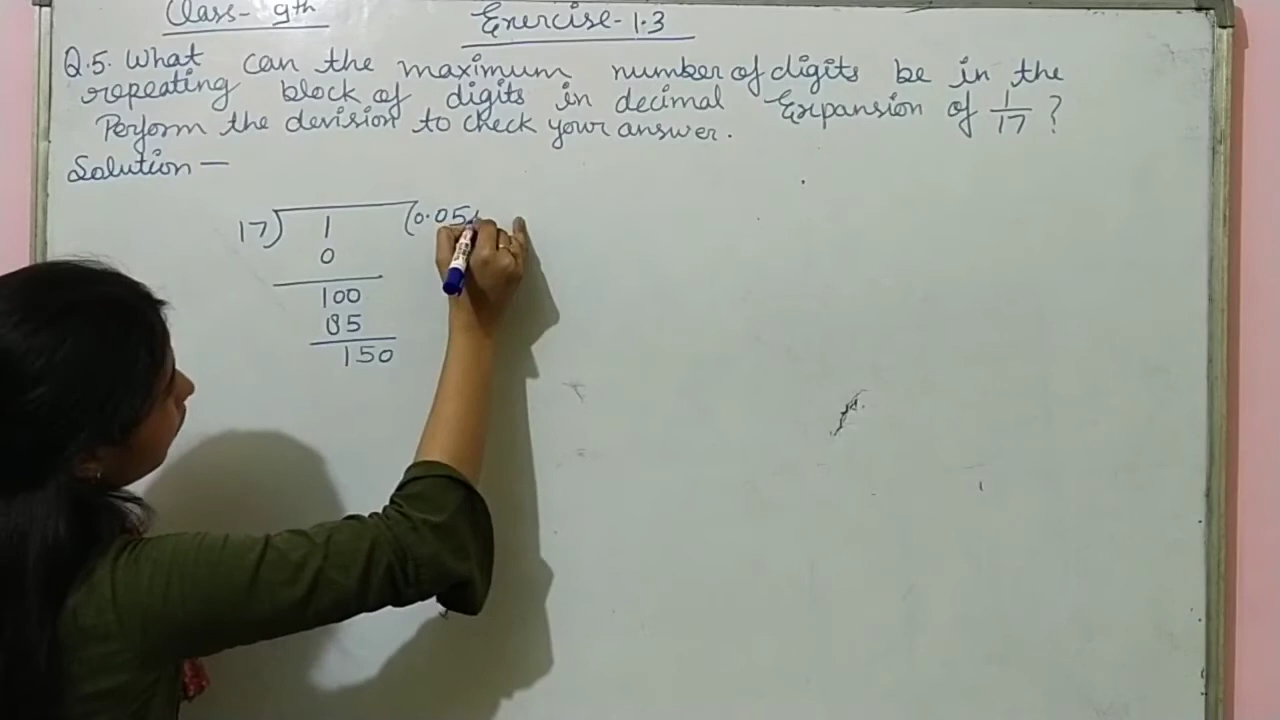 Class- 9th
Exercise-1.3
Q.5. What can the maximum number of digits be in the
repeating block of digits in decimal Expansion of 1/17 ?
Perform the devision to check your answer.
Solution —
17) 1 (0.05
0
100
85
150